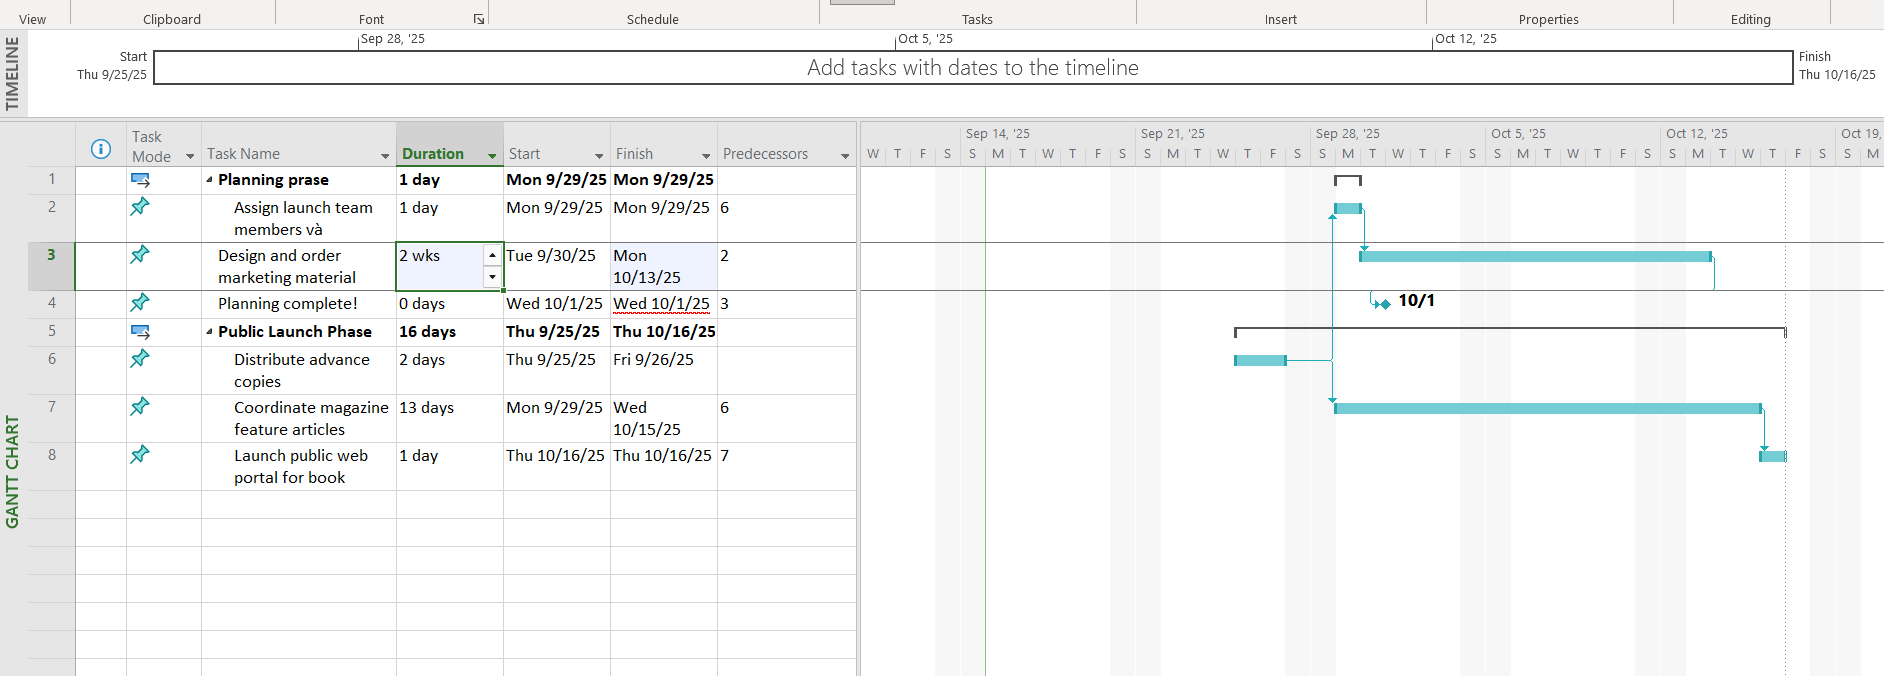 View Clipboard Font Schedule Tasks Insert Properties Editing
TIMELINE
Sep 28, '25 Oct 5, '25 Oct 12, '25
Start
Thu 9/25/25
Add tasks with dates to the timeline
Finish
Thu 10/16/25
GANTT CHART
Task Mode Task Name Duration Start Finish Predecessors
Sep 14, '25 Sep 21, '25 Sep 28, '25 Oct 5, '25 Oct 12, '25 Oct 19,
W T F S S M T W T F S S M T W T F S S M T W T F S S M T W T F S S M T W T F S S M
1 Planning prase 1 day Mon 9/29/25 Mon 9/29/25
2 Assign launch team 1 day Mon 9/29/25 Mon 9/29/25 6
members và
3 Design and order 2 wks Tue 9/30/25 Mon 2
marketing material 10/13/25
4 Planning complete! 0 days Wed 10/1/25 Wed 10/1/25 3
10/1
5 Public Launch Phase 16 days Thu 9/25/25 Thu 10/16/25
6 Distribute advance 2 days Thu 9/25/25 Fri 9/26/25
copies
7 Coordinate magazine 13 days Mon 9/29/25 Wed 6
feature articles 10/15/25
8 Launch public web 1 day Thu 10/16/25 Thu 10/16/25 7
portal for book